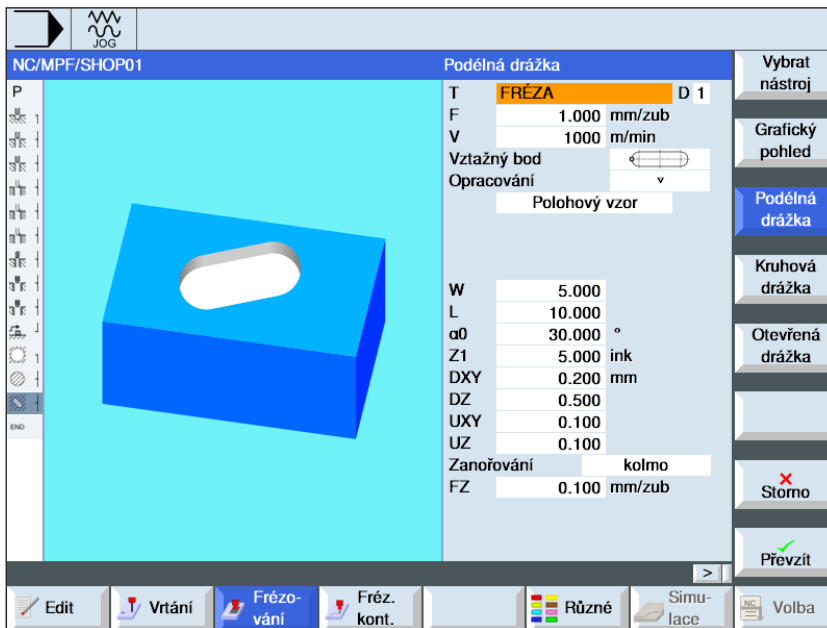 JOG
NC/MPF/SHOP01
Podélná drážka
P
T FRÉZA D 1
F 1.000 mm/zub
V 1000 m/min
Vztažný bod
Opracování ▿
Polohový vzor
W 5.000
L 10.000
α0 30.000 °
Z1 5.000 ink
DXY 0.200 mm
DZ 0.500
UXY 0.100
UZ 0.100
Zanořování kolmo
FZ 0.100 mm/zub
END
Vybrat
nástroj
Grafický
pohled
Podélná
drážka
Kruhová
drážka
Otevřená
drážka
Storno
Převzít
>
Edit
Vrtání
Frézo-
vání
Fréz.
kont.
Různé
Simu-
lace
NC
Volba